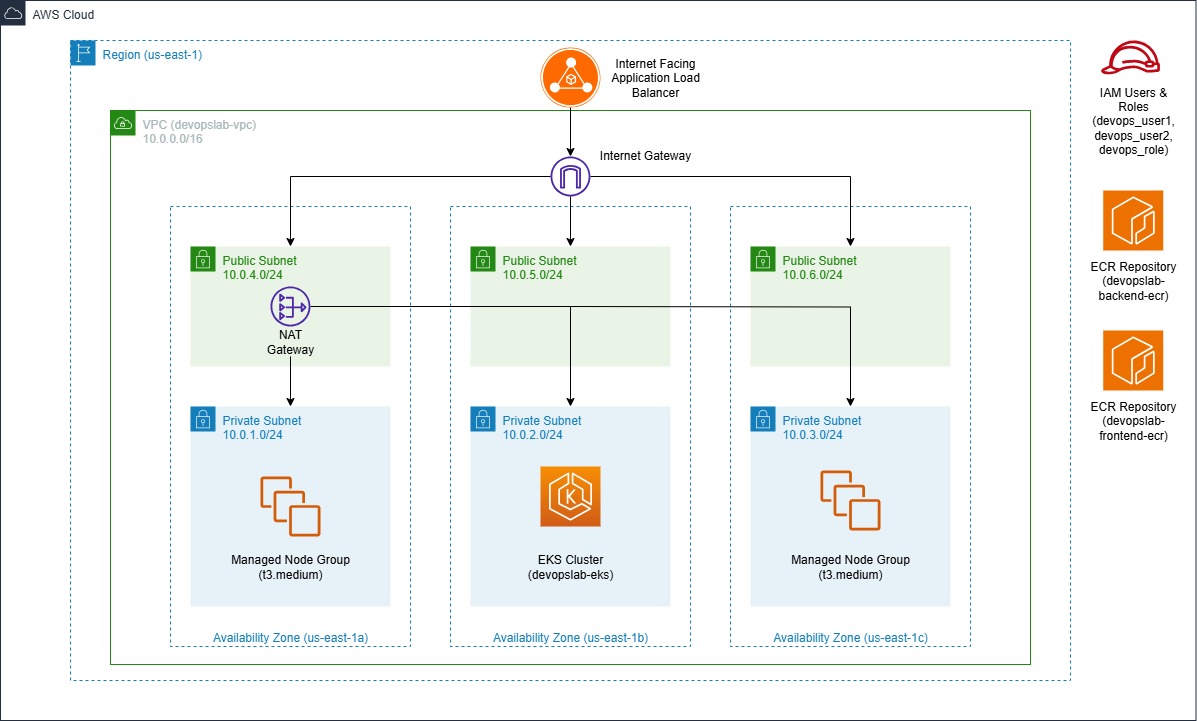 AWS Cloud
Region (us-east-1)
Internet Facing
Application Load
Balancer
IAM Users &
Roles
(devops_user1,
devops_user2,
devops_role)
VPC (devopslab-vpc)
10.0.0.0/16
Internet Gateway
Public Subnet
10.0.4.0/24
Public Subnet
10.0.5.0/24
Public Subnet
10.0.6.0/24
ECR Repository
(devopslab-
backend-ecr)
NAT
Gateway
ECR Repository
(devopslab-
frontend-ecr)
Private Subnet
10.0.1.0/24
Private Subnet
10.0.2.0/24
Private Subnet
10.0.3.0/24
K
Managed Node Group
(t3.medium)
EKS Cluster
(devopslab-eks)
Managed Node Group
(t3.medium)
Availability Zone (us-east-1a)
Availability Zone (us-east-1b)
Availability Zone (us-east-1c)